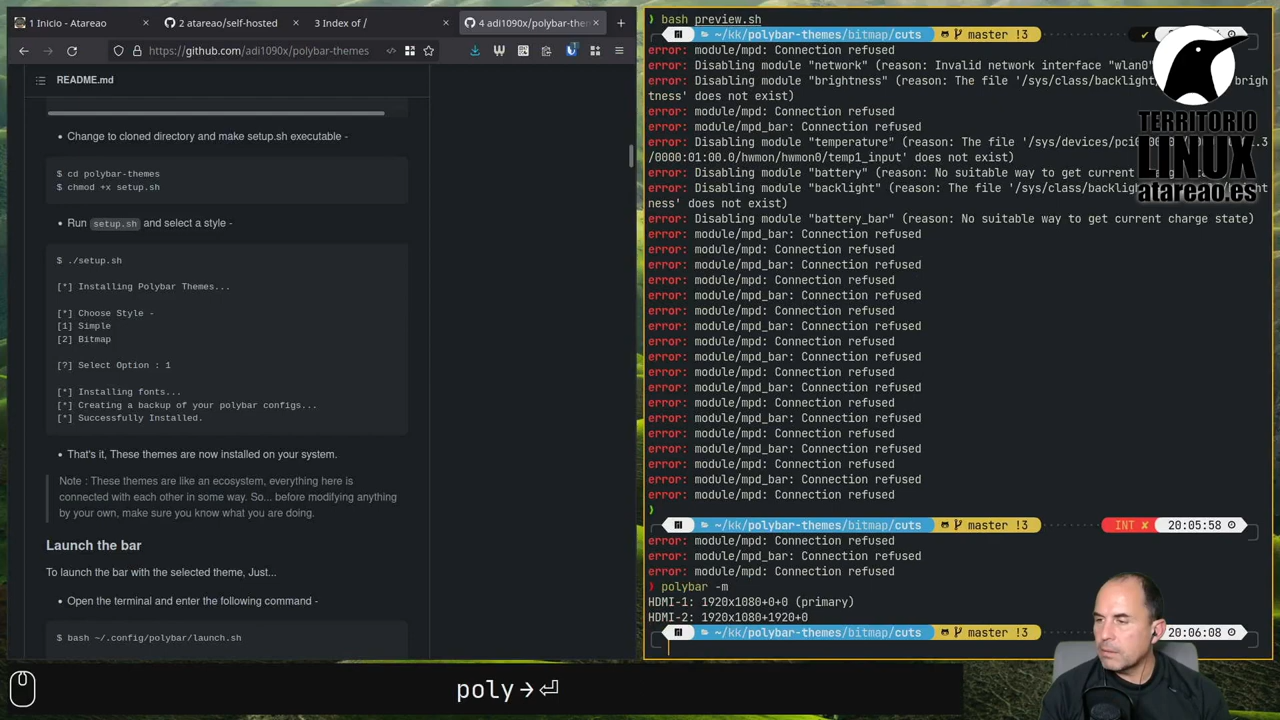 1 Inicio - Atareao
2 atareao/self-hosted
3 Index of /
4 adi1090x/polybar-them
https://github.com/adi1090x/polybar-themes
README.md
Change to cloned directory and make setup.sh executable -
$ cd polybar-themes
$ chmod +x setup.sh
Run setup.sh and select a style -
$ ./setup.sh
[*] Installing Polybar Themes...
[*] Choose Style -
[1] Simple
[2] Bitmap
[?] Select Option : 1
[*] Installing fonts...
[*] Creating a backup of your polybar configs...
[*] Successfully Installed.
That's it, These themes are now installed on your system.
Note : These themes are like an ecosystem, everything here is
connected with each other in some way. So... before modifying anything
by your own, make sure you know what you are doing.
Launch the bar
To launch the bar with the selected theme, Just...
Open the terminal and enter the following command -
$ bash ~/.config/polybar/launch.sh
❯ bash preview.sh
~/kk/polybar-themes/bitmap/cuts master !3
error: module/mpd: Connection refused
error: Disabling module "network" (reason: Invalid network interface "wlan0"
error: Disabling module "brightness" (reason: The file '/sys/class/backlight
tness' does not exist)
error: module/mpd: Connection refused
error: module/mpd_bar: Connection refused
error: Disabling module "temperature" (reason: The file '/sys/devices/pci
/0000:01:00.0/hwmon/hwmon0/temp1_input' does not exist)
error: Disabling module "battery" (reason: No suitable way to get current
error: Disabling module "backlight" (reason: The file '/sys/class/backlig
ness' does not exist)
error: Disabling module "battery_bar" (reason: No suitable way to get current charge state)
error: module/mpd_bar: Connection refused
error: module/mpd: Connection refused
error: module/mpd_bar: Connection refused
error: module/mpd: Connection refused
error: module/mpd_bar: Connection refused
error: module/mpd: Connection refused
error: module/mpd_bar: Connection refused
error: module/mpd: Connection refused
error: module/mpd_bar: Connection refused
error: module/mpd: Connection refused
error: module/mpd_bar: Connection refused
error: module/mpd: Connection refused
error: module/mpd_bar: Connection refused
error: module/mpd: Connection refused
error: module/mpd_bar: Connection refused
error: module/mpd: Connection refused
error: module/mpd_bar: Connection refused
error: module/mpd: Connection refused
❯
~/kk/polybar-themes/bitmap/cuts master !3 INT ✘ 20:05:58
error: module/mpd: Connection refused
error: module/mpd_bar: Connection refused
error: module/mpd: Connection refused
❯ polybar -m
HDMI-1: 1920x1080+0+0 (primary)
HDMI-2: 1920x1080+1920+0
~/kk/polybar-themes/bitmap/cuts master !3 20:06:08
TERRITORIO
LINUX
atareao.es
poly→⏎